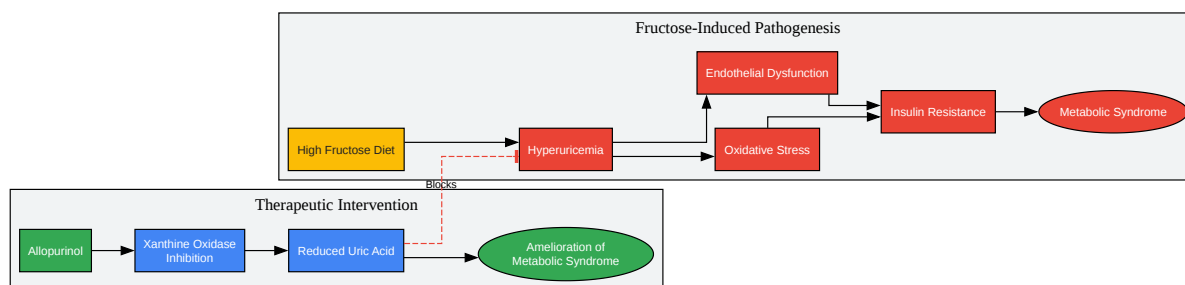 Fructose-Induced Pathogenesis
Endothelial Dysfunction
Insulin Resistance
Metabolic Syndrome
High Fructose Diet
Hyperuricemia
Oxidative Stress
Blocks
Therapeutic Intervention
Allopurinol
Xanthine Oxidase
Inhibition
Reduced Uric Acid
Amelioration of
Metabolic Syndrome